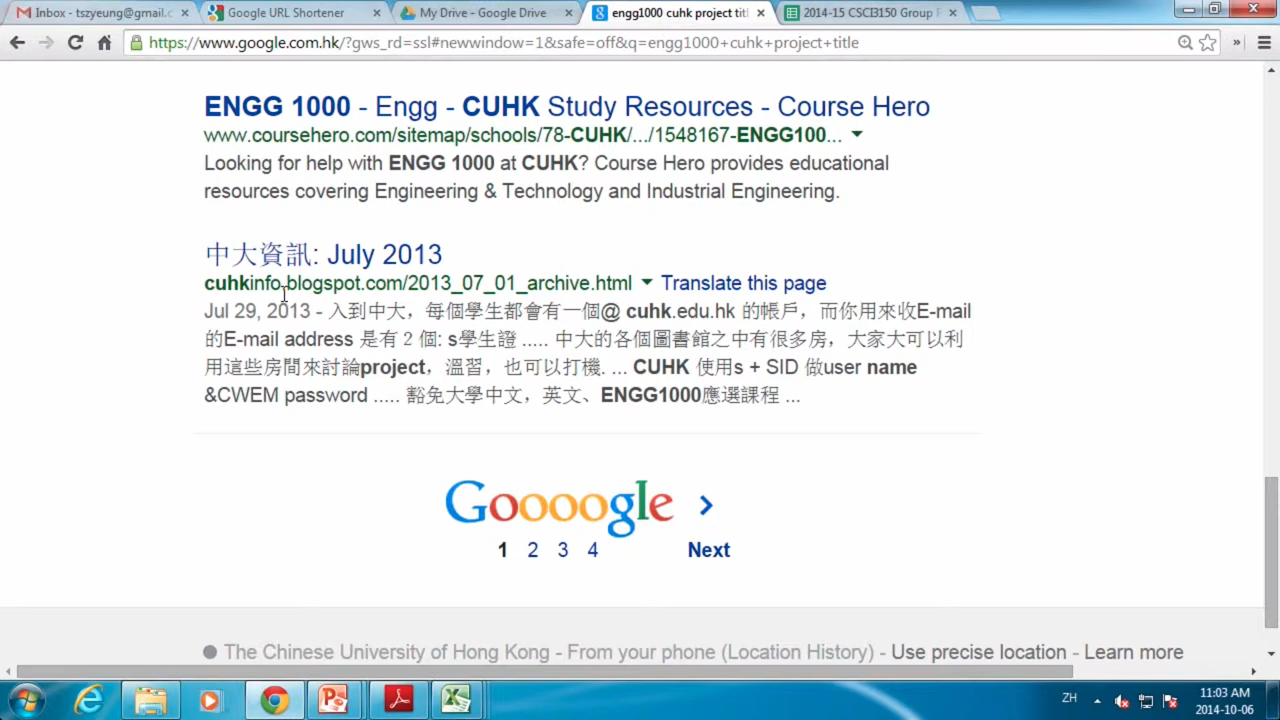 Inbox - tszyeung@gmail.c
Google URL Shortener
My Drive - Google Drive
engg1000 cuhk project titl
2014-15 CSCI3150 Group P
https://www.google.com.hk/?gws_rd=ssl#newwindow=1&safe=off&q=engg1000+cuhk+project+title
ENGG 1000 - Engg - CUHK Study Resources - Course Hero
www.coursehero.com/sitemap/schools/78-CUHK/.../1548167-ENGG100...
Looking for help with ENGG 1000 at CUHK? Course Hero provides educational
resources covering Engineering & Technology and Industrial Engineering.
中大資訊: July 2013
cuhkinfo.blogspot.com/2013_07_01_archive.html Translate this page
Jul 29, 2013 - 入到中大，每個學生都會有一個@ cuhk.edu.hk 的帳戶，而你用來收E-mail
的E-mail address 是有 2 個: s學生證 ..... 中大的各個圖書館之中有很多房，大家大可以利
用這些房間來討論project，溫習，也可以打機. ... CUHK 使用s + SID 做user name
&CWEM password ..... 豁免大學中文，英文、ENGG1000應選課程 ...
Goooogle
1 2 3 4 Next
The Chinese University of Hong Kong - From your phone (Location History) - Use precise location - Learn more
ZH
11:03 AM
2014-10-06